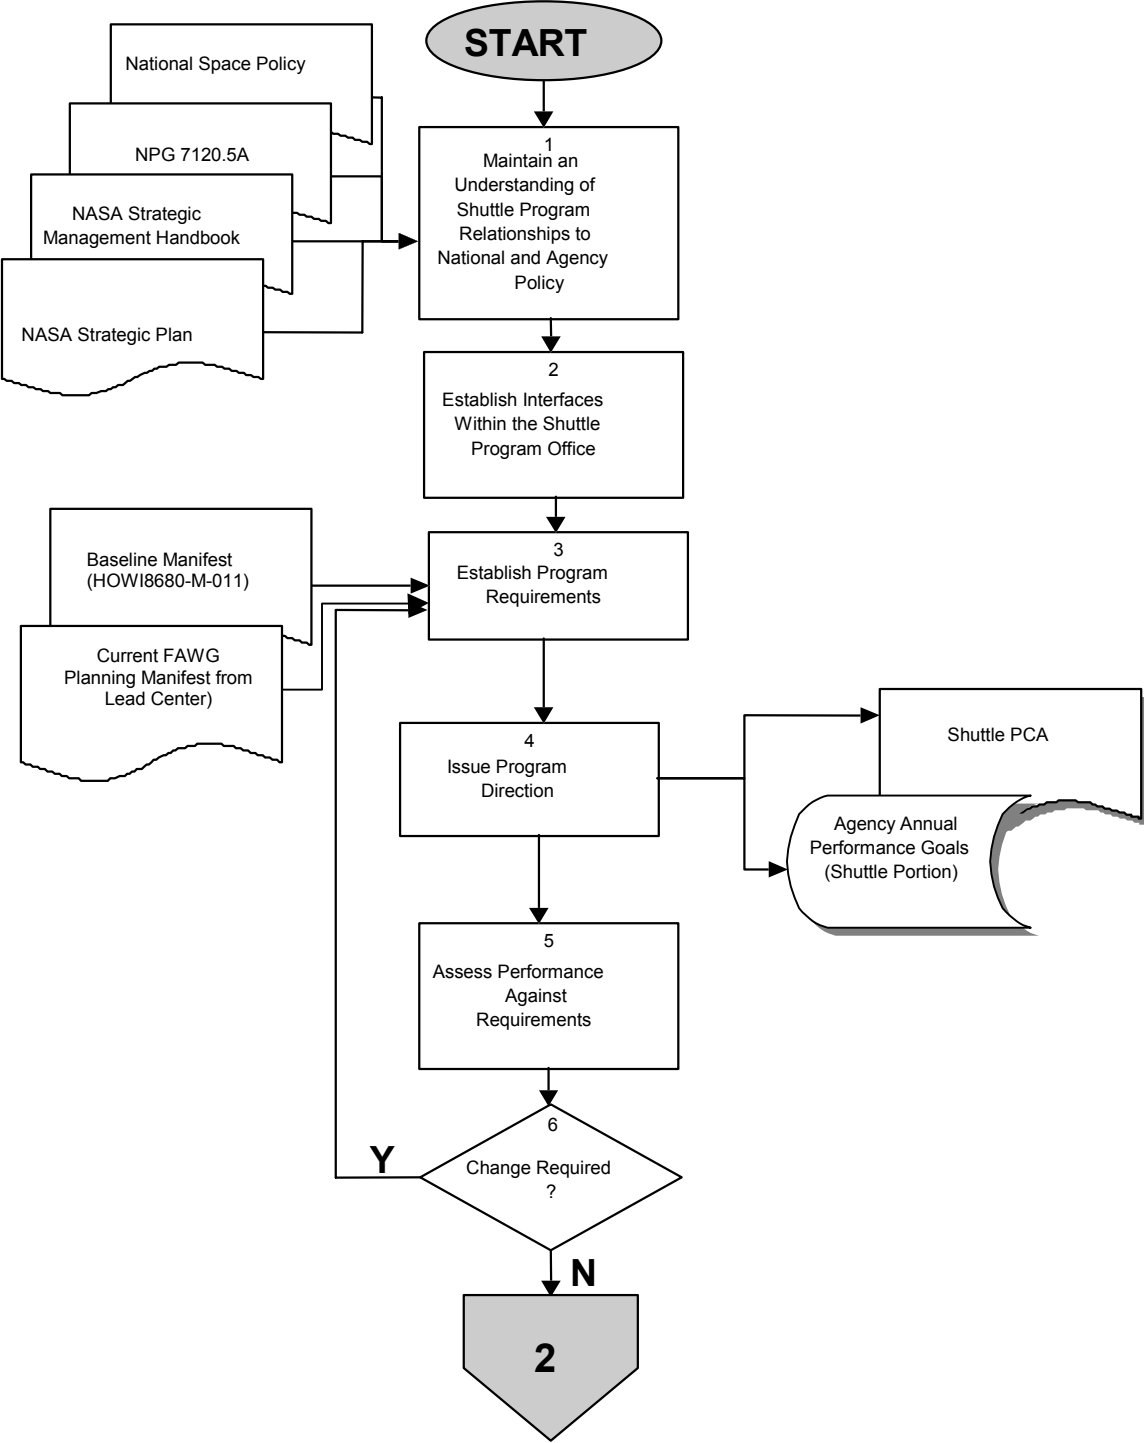 START
National Space Policy
NPG 7120.5A
NASA Strategic
Management Handbook
NASA Strategic Plan
1
Maintain an
Understanding of
Shuttle Program
Relationships to
National and Agency
Policy
2
Establish Interfaces
Within the Shuttle
Program Office
Baseline Manifest
(HOWI8680-M-011)
Current FAWG
Planning Manifest from
Lead Center)
3
Establish Program
Requirements
4
Issue Program
Direction
Shuttle PCA
Agency Annual
Performance Goals
(Shuttle Portion)
5
Assess Performance
Against
Requirements
6
Change Required
?
Y
N
2